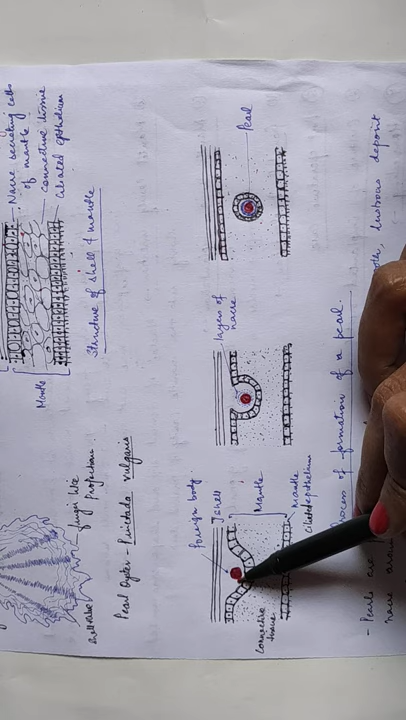 Nacre secreting cells
of mantle
Connective tissue
Ciliated epithelium
Mantle
Structure of shell & mantle
finger like
projections
Pearl Oyster - Pinctada vulgaris
foreign body
Shell
Mantle
Mantle
epithelium
Connective
tissue
layers of
nacre
Pearl
Process of formation of a pearl.
- Pearls are
lustrous deposit
nacre